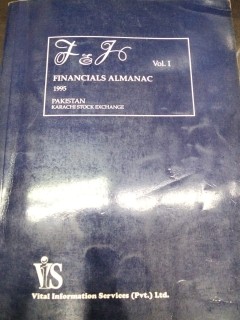 J & J
Vol. I
FINANCIALS ALMANAC
1995
PAKISTAN
KARACHI STOCK EXCHANGE
VIS
Vital Information Services (Pvt.) Ltd.